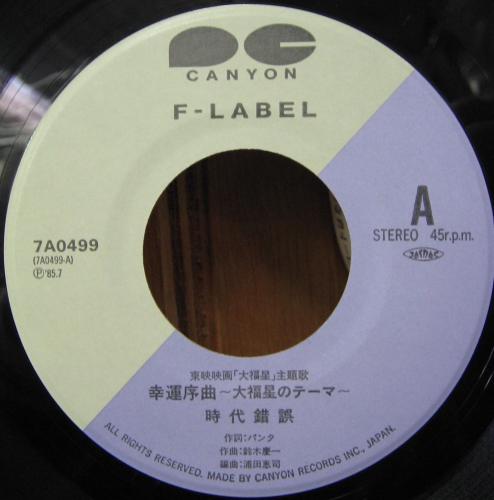 CANYON
F-LABEL
A
7A0499
(7A0499-A)
Ⓟ'85.7
STEREO 45r.p.m.
東映映画「大福星」主題歌
幸運序曲〜大福星のテーマ〜
時代錯誤
作詞:パンタ
作曲:鈴木慶一
編曲:浦田恵司
ALL RIGHTS RESERVED. MADE BY CANYON RECORDS INC., JAPAN.